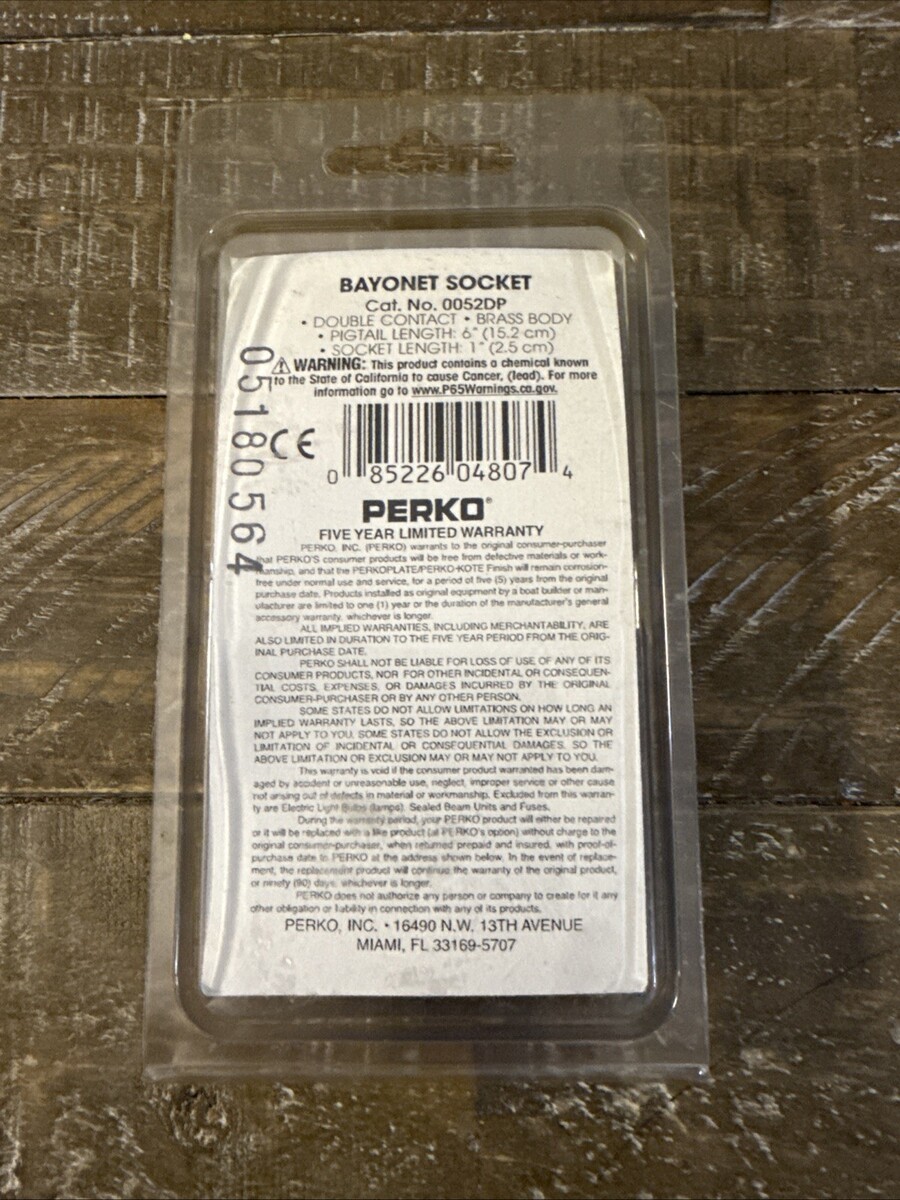 BAYONET SOCKET
Cat. No. 0052DP
• DOUBLE CONTACT • BRASS BODY
• PIGTAIL LENGTH: 6" (15.2 cm)
• SOCKET LENGTH: 1" (2.5 cm)
⚠ WARNING: This product contains a chemical known
to the State of California to cause Cancer, (lead). For more
information go to www.P65Warnings.ca.gov.
05180564
CE
0 85226 04807 4
PERKO®
FIVE YEAR LIMITED WARRANTY
PERKO, INC. (PERKO) warrants to the original consumer-purchaser
that PERKO'S consumer products will be free from defective materials or work-
manship, and that the PERKOPLATE/PERKO-KOTE Finish will remain corrosion-
free under normal use and service, for a period of five (5) years from the original
purchase date. Products installed as original equipment by a boat builder or man-
ufacturer are limited to one (1) year or the duration of the manufacturer's general
accessory warranty, whichever is longer.
ALL IMPLIED WARRANTIES, INCLUDING MERCHANTABILITY, ARE
ALSO LIMITED IN DURATION TO THE FIVE YEAR PERIOD FROM THE ORIG-
INAL PURCHASE DATE.
PERKO SHALL NOT BE LIABLE FOR LOSS OF USE OF ANY OF ITS
CONSUMER PRODUCTS, NOR FOR OTHER INCIDENTAL OR CONSEQUEN-
TIAL COSTS, EXPENSES, OR DAMAGES INCURRED BY THE ORIGINAL
CONSUMER-PURCHASER OR BY ANY OTHER PERSON.
SOME STATES DO NOT ALLOW LIMITATIONS ON HOW LONG AN
IMPLIED WARRANTY LASTS, SO THE ABOVE LIMITATION MAY OR MAY
NOT APPLY TO YOU. SOME STATES DO NOT ALLOW THE EXCLUSION OR
LIMITATION OF INCIDENTAL OR CONSEQUENTIAL DAMAGES, SO THE
ABOVE LIMITATION OR EXCLUSION MAY OR MAY NOT APPLY TO YOU.
This warranty is void if the consumer product warranted has been dam-
aged by accident or unreasonable use, neglect, improper service or other cause
not arising out of defects in material or workmanship. Excluded from this warran-
ty are Electric Light Bulbs (lamps), Sealed Beam Units and Fuses.
During the warranty period, your PERKO product will either be repaired
or it will be replaced with a like product (at PERKO's option) without charge to the
original consumer-purchaser, when returned prepaid and insured, with proof-of-
purchase date to PERKO at the address shown below. In the event of replace-
ment, the replacement product will continue the warranty of the original product,
or ninety (90) days, whichever is longer.
PERKO does not authorize any person or company to create for it any
other obligation or liability in connection with any of its products.
PERKO, INC. • 16490 N.W. 13TH AVENUE
MIAMI, FL 33169-5707